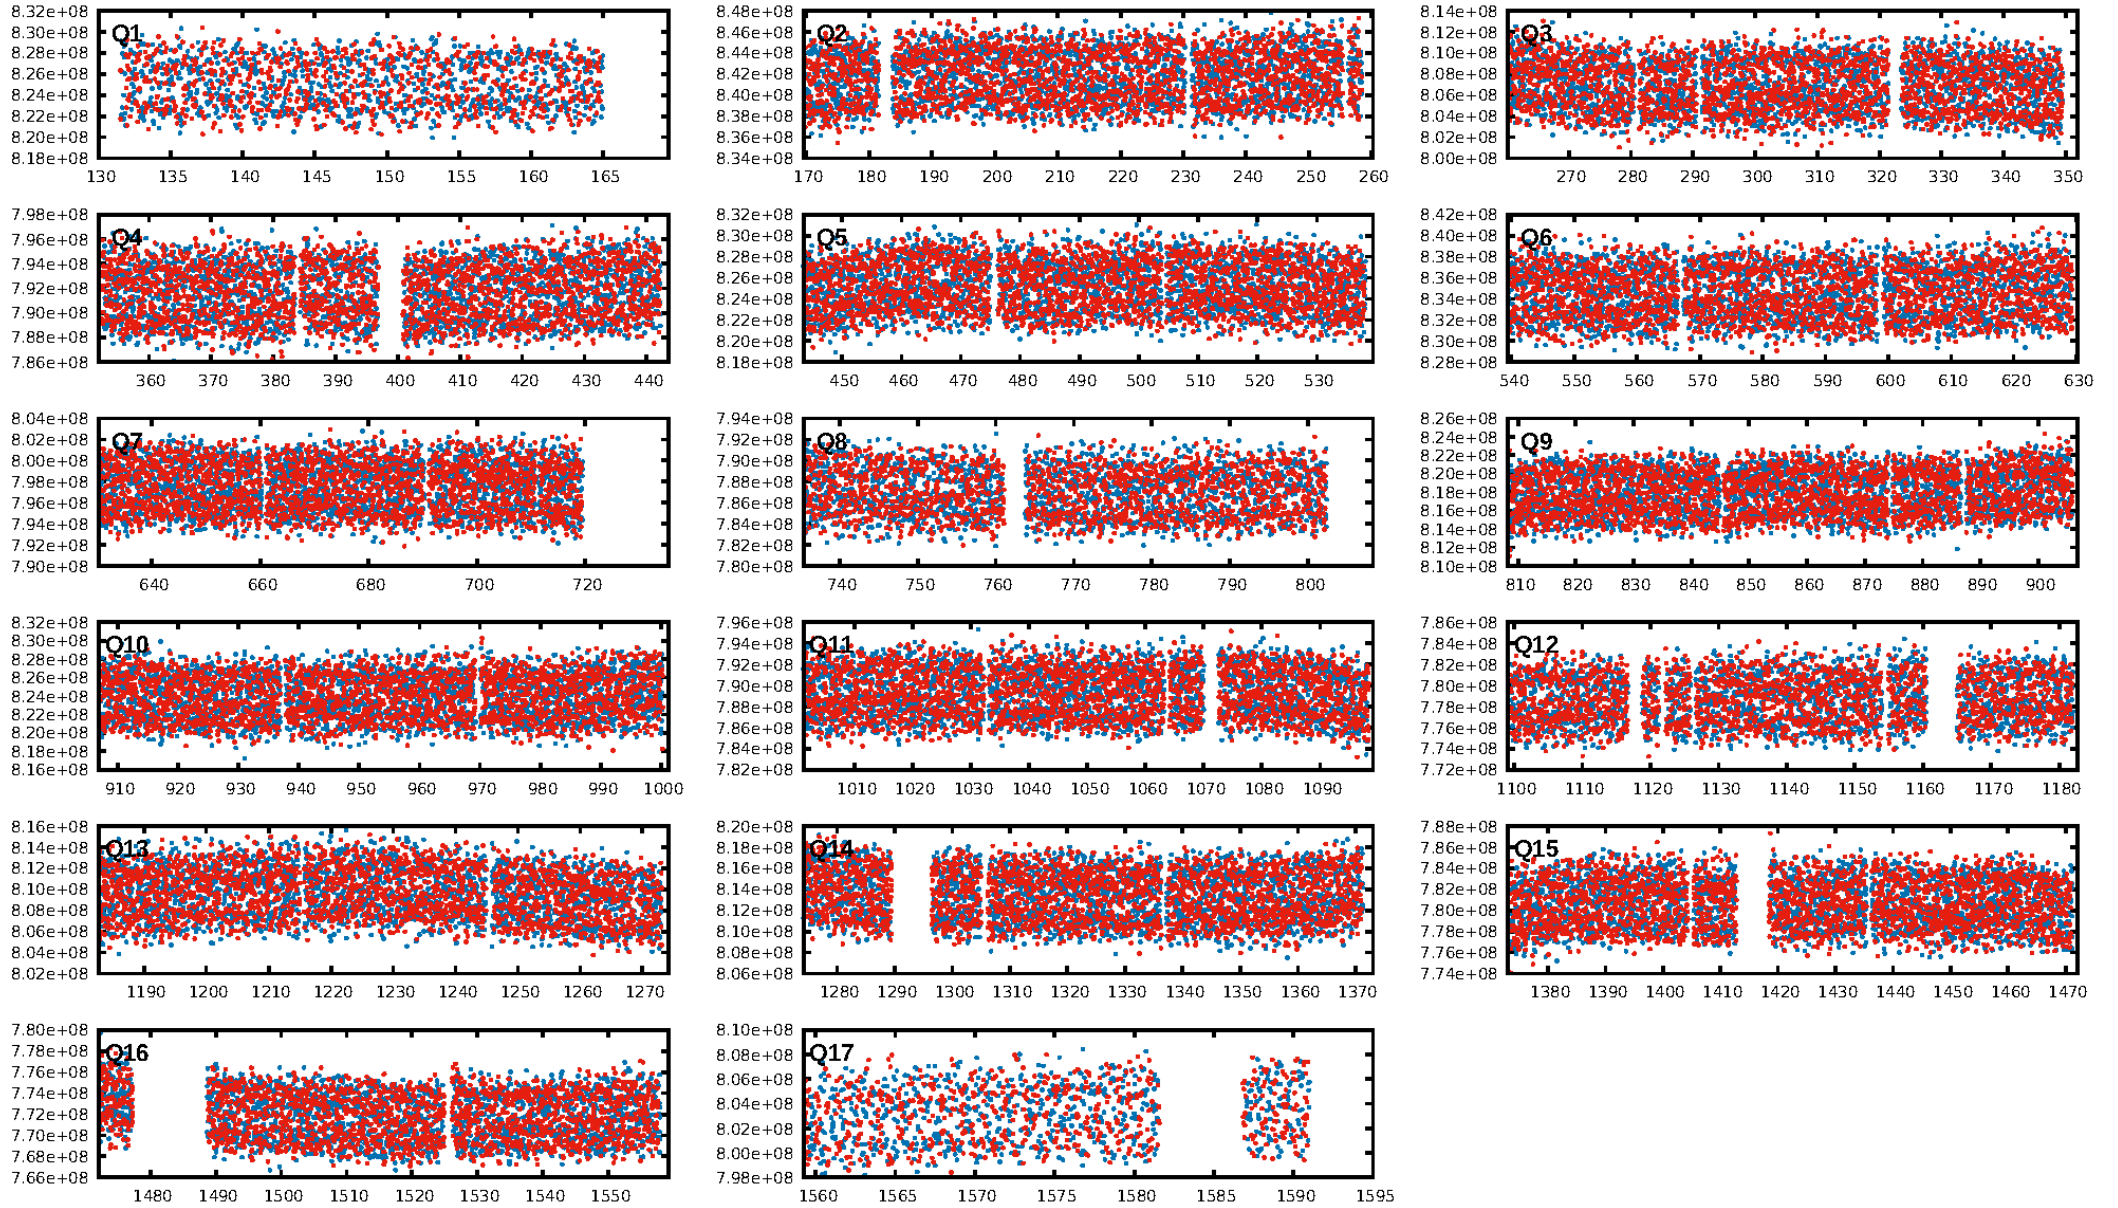 8.32e+08
8.30e+08
8.28e+08
8.26e+08
8.24e+08
8.22e+08
8.20e+08
8.18e+08
Q1
130 135 140 145 150 155 160 165
8.48e+08
8.46e+08
8.44e+08
8.42e+08
8.40e+08
8.38e+08
8.36e+08
8.34e+08
Q2
170 180 190 200 210 220 230 240 250 260
8.14e+08
8.12e+08
8.10e+08
8.08e+08
8.06e+08
8.04e+08
8.02e+08
8.00e+08
Q3
270 280 290 300 310 320 330 340 350
7.98e+08
7.96e+08
7.94e+08
7.92e+08
7.90e+08
7.88e+08
7.86e+08
Q4
360 370 380 390 400 410 420 430 440
8.32e+08
8.30e+08
8.28e+08
8.26e+08
8.24e+08
8.22e+08
8.20e+08
8.18e+08
Q5
450 460 470 480 490 500 510 520 530
8.42e+08
8.40e+08
8.38e+08
8.36e+08
8.34e+08
8.32e+08
8.30e+08
8.28e+08
Q6
540 550 560 570 580 590 600 610 620 630
8.04e+08
8.02e+08
8.00e+08
7.98e+08
7.96e+08
7.94e+08
7.92e+08
7.90e+08
Q7
640 660 680 700 720
7.94e+08
7.92e+08
7.90e+08
7.88e+08
7.86e+08
7.84e+08
7.82e+08
7.80e+08
Q8
740 750 760 770 780 790 800
8.26e+08
8.24e+08
8.22e+08
8.20e+08
8.18e+08
8.16e+08
8.14e+08
8.12e+08
8.10e+08
Q9
810 820 830 840 850 860 870 880 890 900
8.32e+08
8.30e+08
8.28e+08
8.26e+08
8.24e+08
8.22e+08
8.20e+08
8.18e+08
8.16e+08
Q10
910 920 930 940 950 960 970 980 990 1000
7.96e+08
7.94e+08
7.92e+08
7.90e+08
7.88e+08
7.86e+08
7.84e+08
7.82e+08
Q11
1010 1020 1030 1040 1050 1060 1070 1080 1090
7.86e+08
7.84e+08
7.82e+08
7.80e+08
7.78e+08
7.76e+08
7.74e+08
7.72e+08
Q12
1100 1110 1120 1130 1140 1150 1160 1170 1180
8.16e+08
8.14e+08
8.12e+08
8.10e+08
8.08e+08
8.06e+08
8.04e+08
8.02e+08
Q13
1190 1200 1210 1220 1230 1240 1250 1260 1270
8.20e+08
8.18e+08
8.16e+08
8.14e+08
8.12e+08
8.10e+08
8.08e+08
8.06e+08
Q14
1280 1290 1300 1310 1320 1330 1340 1350 1360 1370
7.88e+08
7.86e+08
7.84e+08
7.82e+08
7.80e+08
7.78e+08
7.76e+08
7.74e+08
Q15
1380 1390 1400 1410 1420 1430 1440 1450 1460 1470
7.80e+08
7.78e+08
7.76e+08
7.74e+08
7.72e+08
7.70e+08
7.68e+08
7.66e+08
Q16
1480 1490 1500 1510 1520 1530 1540 1550
8.10e+08
8.08e+08
8.06e+08
8.04e+08
8.02e+08
8.00e+08
7.98e+08
Q17
1560 1565 1570 1575 1580 1585 1590 1595